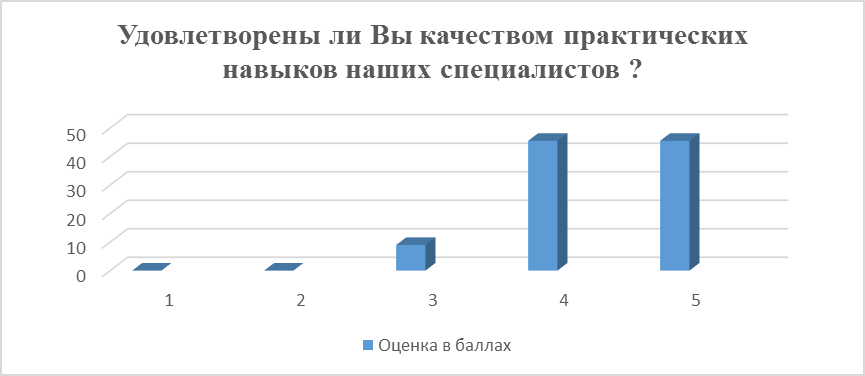 Удовлетворены ли Вы качеством практических
навыков наших специалистов ?
50
40
30
20
10
0
1 2 3 4 5
Оценка в баллах